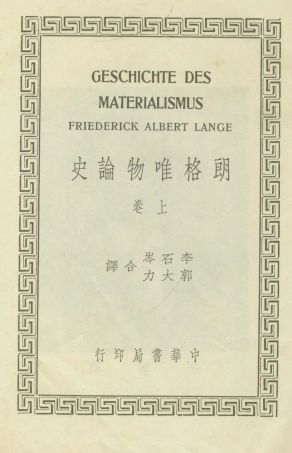 GESCHICHTE DES
MATERIALISMUS
FRIEDERICK ALBERT LANGE
朗格唯物論史
上卷
李石岑
郭大力
合譯
中華書局印行